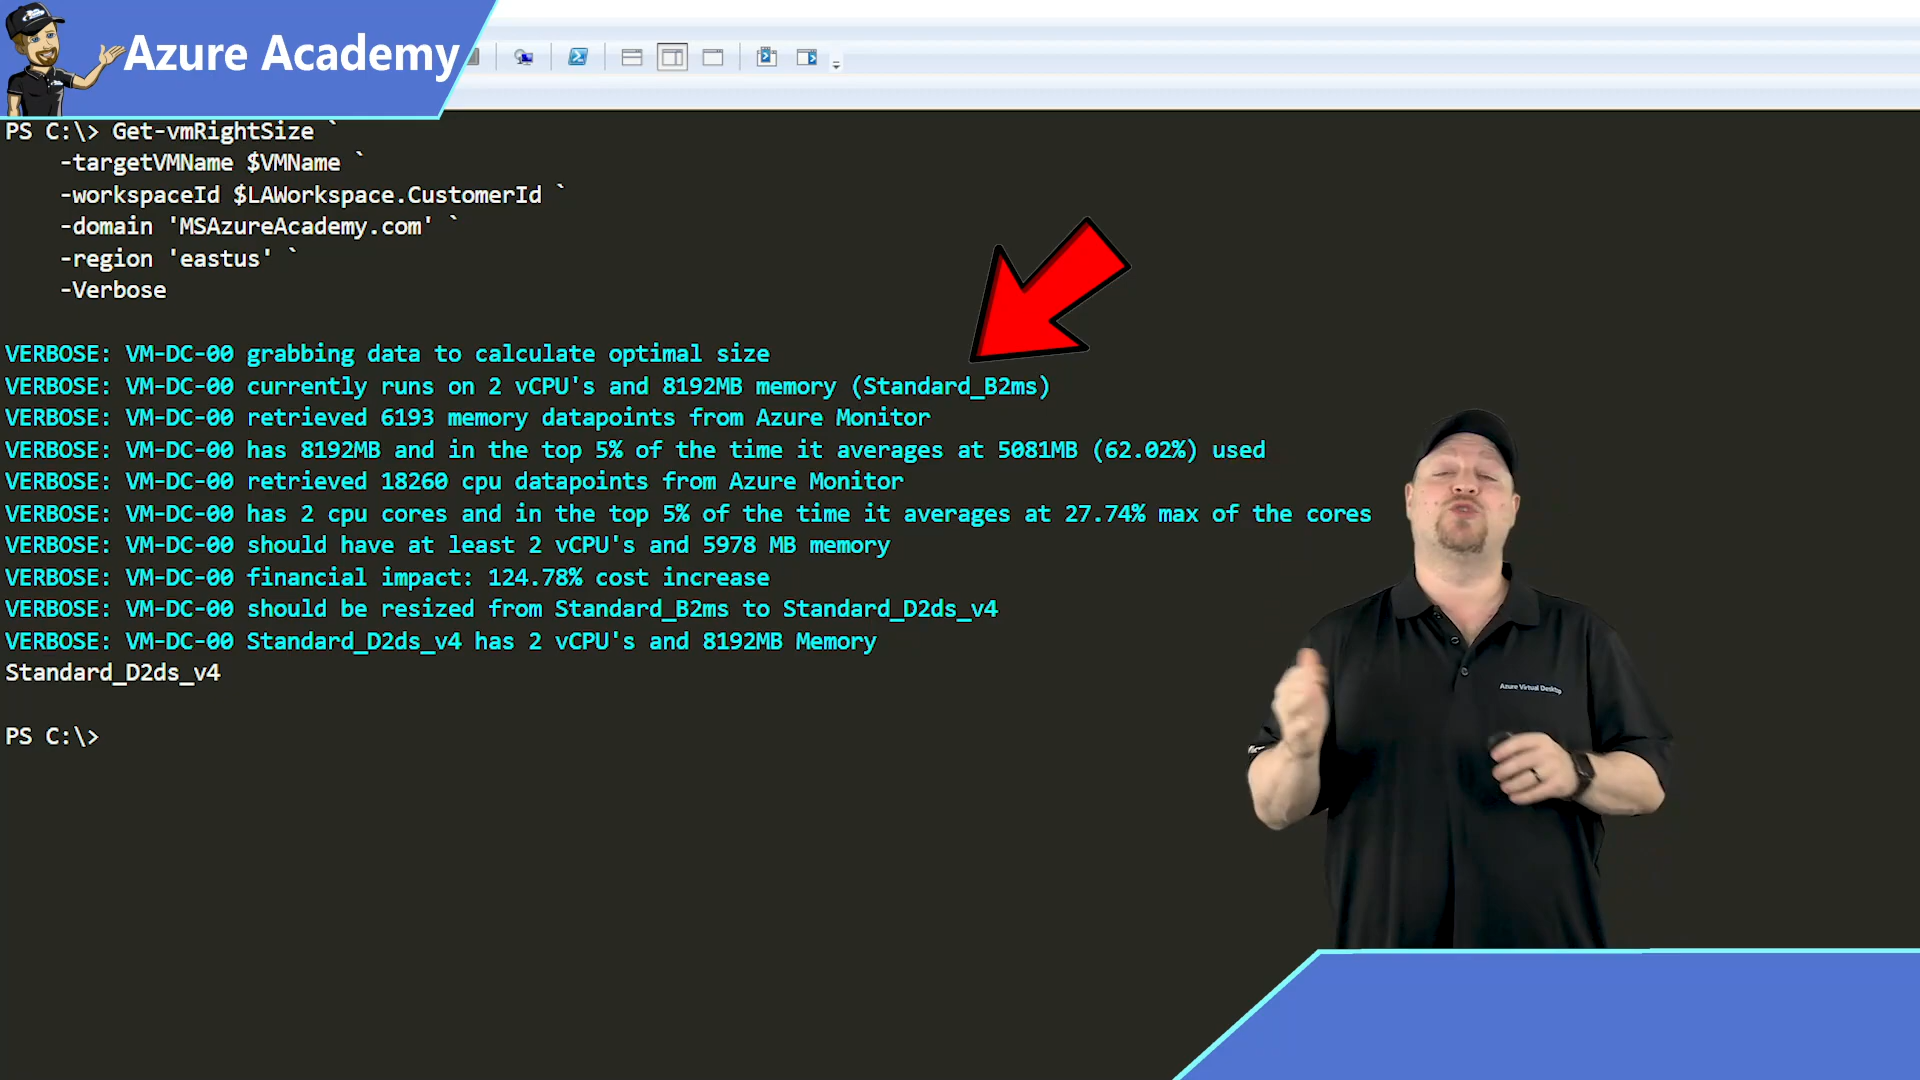 Azure Academy
PS C:\> Get-vmRightSize `
-targetVMName $VMName `
-workspaceId $LAWorkspace.CustomerId `
-domain 'MSAzureAcademy.com' `
-region 'eastus' `
-Verbose
VERBOSE: VM-DC-00 grabbing data to calculate optimal size
VERBOSE: VM-DC-00 currently runs on 2 vCPU's and 8192MB memory (Standard_B2ms)
VERBOSE: VM-DC-00 retrieved 6193 memory datapoints from Azure Monitor
VERBOSE: VM-DC-00 has 8192MB and in the top 5% of the time it averages at 5081MB (62.02%) used
VERBOSE: VM-DC-00 retrieved 18260 cpu datapoints from Azure Monitor
VERBOSE: VM-DC-00 has 2 cpu cores and in the top 5% of the time it averages at 27.74% max of the cores
VERBOSE: VM-DC-00 should have at least 2 vCPU's and 5978 MB memory
VERBOSE: VM-DC-00 financial impact: 124.78% cost increase
VERBOSE: VM-DC-00 should be resized from Standard_B2ms to Standard_D2ds_v4
VERBOSE: VM-DC-00 Standard_D2ds_v4 has 2 vCPU's and 8192MB Memory
Standard_D2ds_v4
PS C:\>
Azure Virtual Desktop